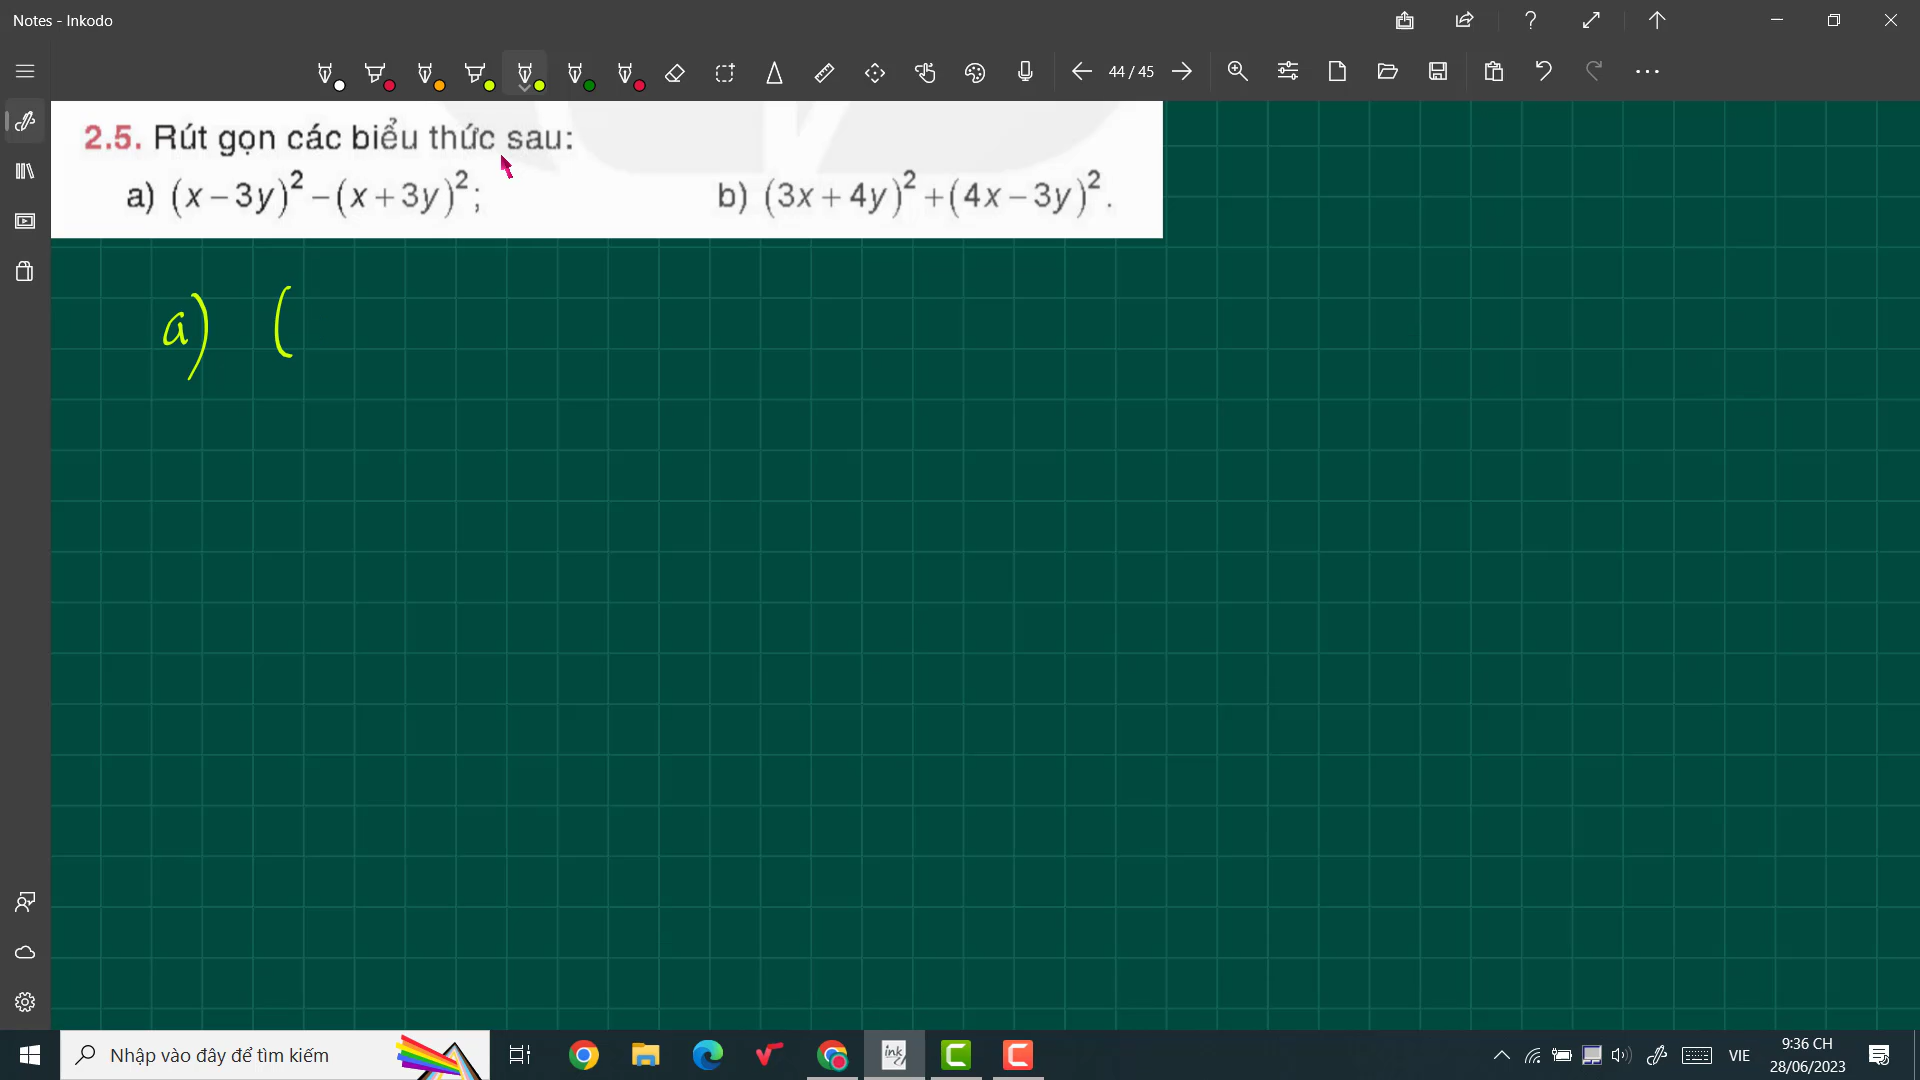 Notes - Inkodo
44 / 45
2.5. Rút gọn các biểu thức sau:
a) (x − 3y)² − (x + 3y)²; b) (3x + 4y)² + (4x − 3y)².
a) (
Nhập vào đây để tìm kiếm
ink
VIE
9:36 CH
28/06/2023